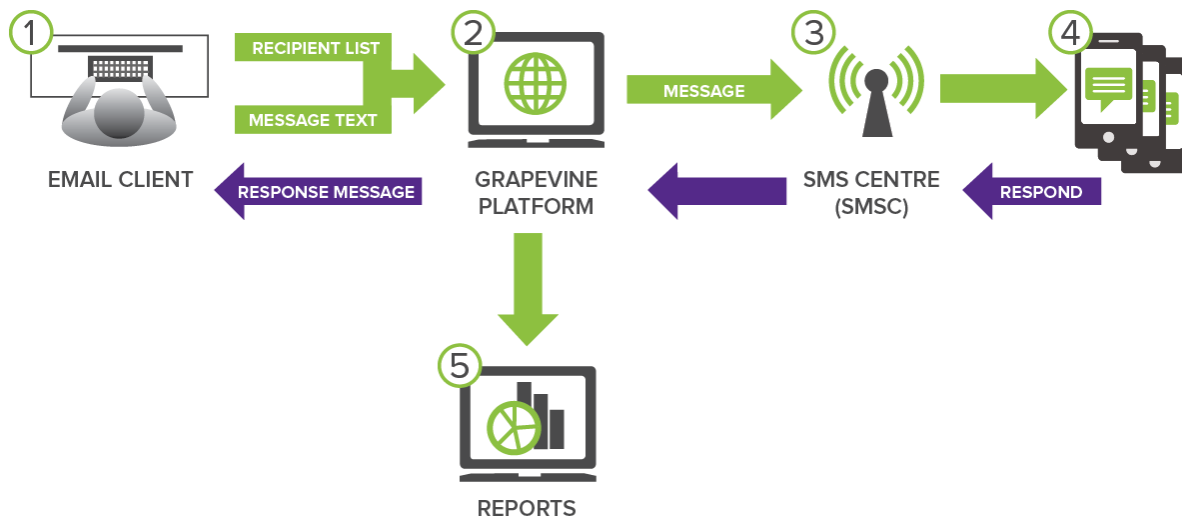 1
RECIPIENT LIST
MESSAGE TEXT
2
MESSAGE
3
4
EMAIL CLIENT
RESPONSE MESSAGE
GRAPEVINE
PLATFORM
SMS CENTRE
(SMSC)
RESPOND
5
REPORTS